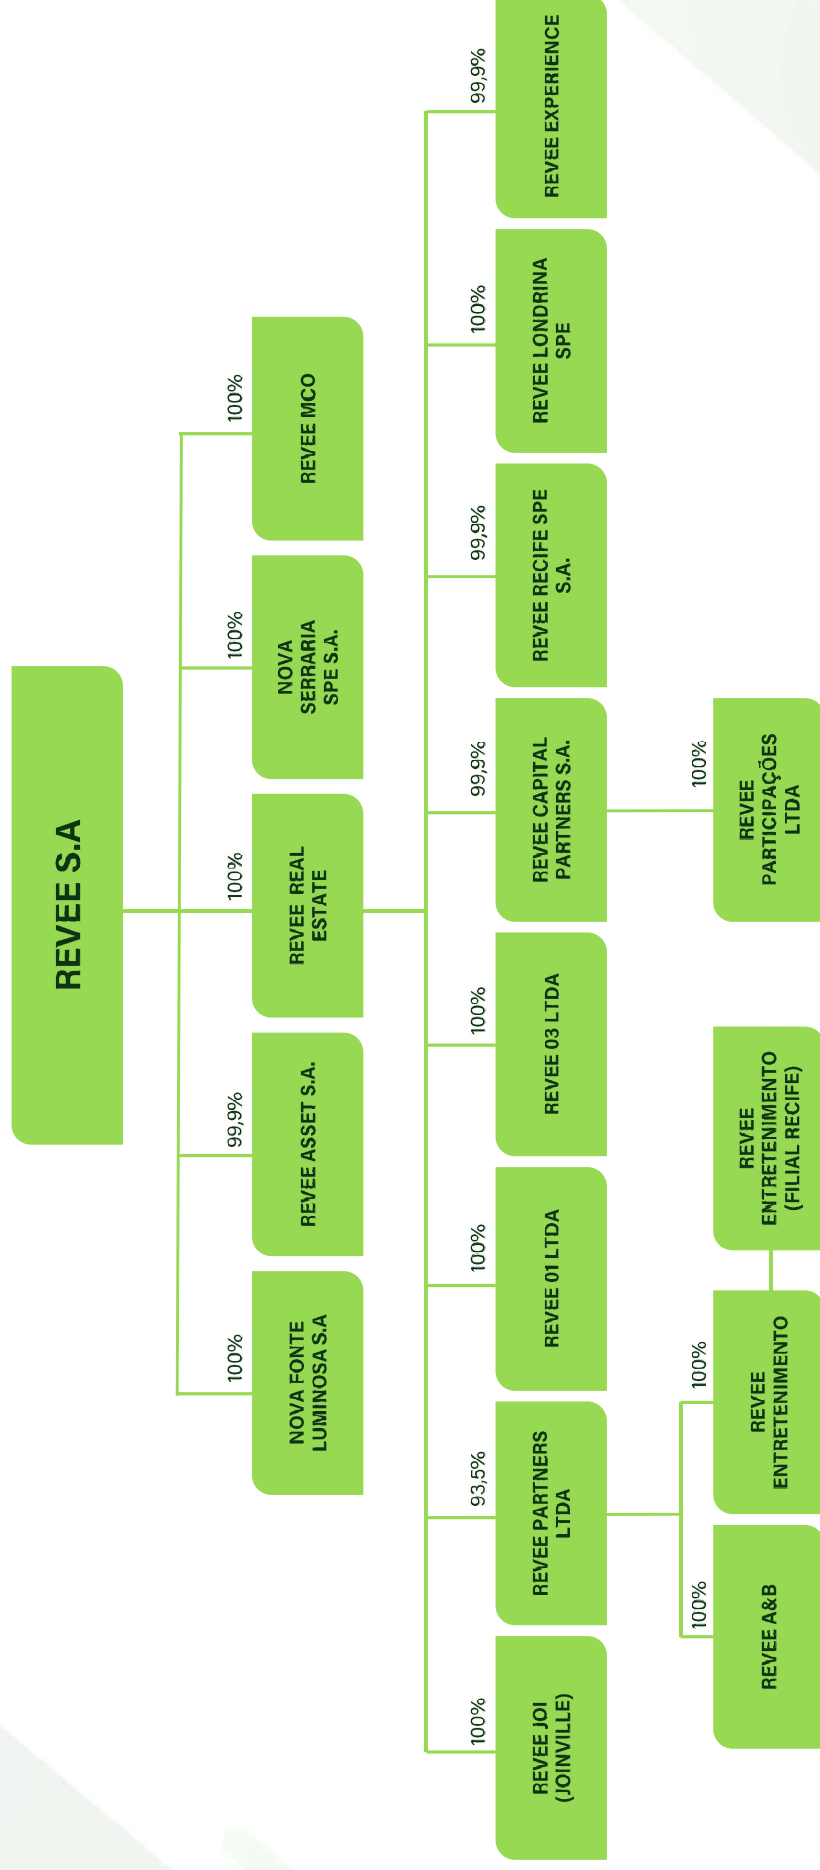 REVEE S.A
100%
99,9%
100%
100%
100%
NOVA FONTE
LUMINOSA S.A
REVEE ASSET S.A.
REVEE REAL
ESTATE
NOVA
SERRARIA
SPE S.A.
REVEE MCO
100%
93,5%
100%
100%
99,9%
99,9%
100%
99,9%
REVEE JOI
(JOINVILLE)
REVEE PARTNERS
LTDA
REVEE 01 LTDA
REVEE 03 LTDA
REVEE CAPITAL
PARTNERS S.A.
REVEE RECIFE SPE
S.A.
REVEE LONDRINA
SPE
REVEE EXPERIENCE
100%
100%
100%
REVEE A&B
REVEE
ENTRETENIMENTO
REVEE
ENTRETENIMENTO
(FILIAL RECIFE)
REVEE
PARTICIPAÇÕES
LTDA